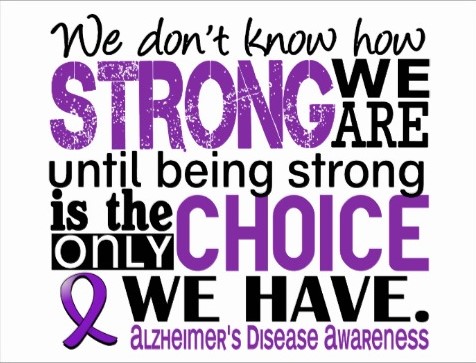 We don't know how
STRONG WE ARE
until being strong
is the ONLY CHOICE
WE HAVE.
Alzheimer's Disease Awareness